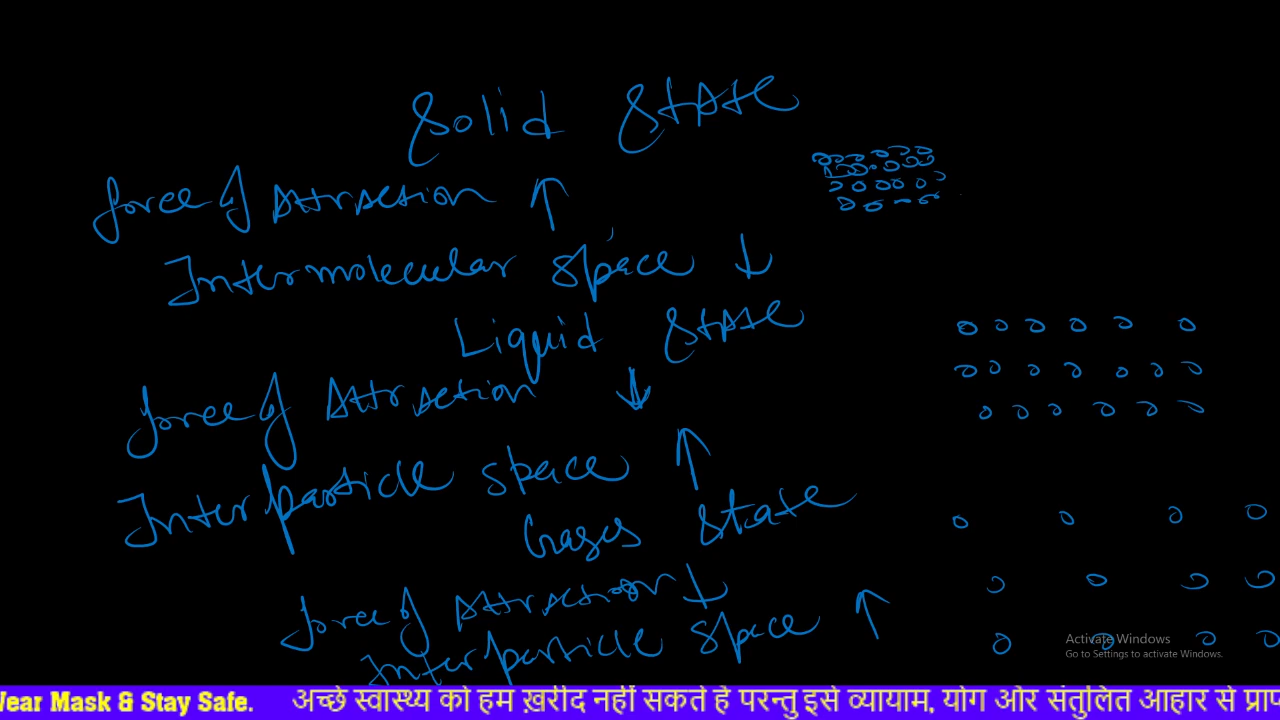 Solid State
force of Attraction ↑
Intermolecular space ↓
Liquid State
force of Attraction ↓
Interparticle space ↑
Gases State
force of Attraction ↓
Interparticle space ↑
Activate Windows
Go to Settings to activate Windows.
Wear Mask & Stay Safe. अच्छे स्वास्थ्य को हम ख़रीद नहीं सकते हैं परन्तु इसे व्यायाम, योग और संतुलित आहार से प्राप